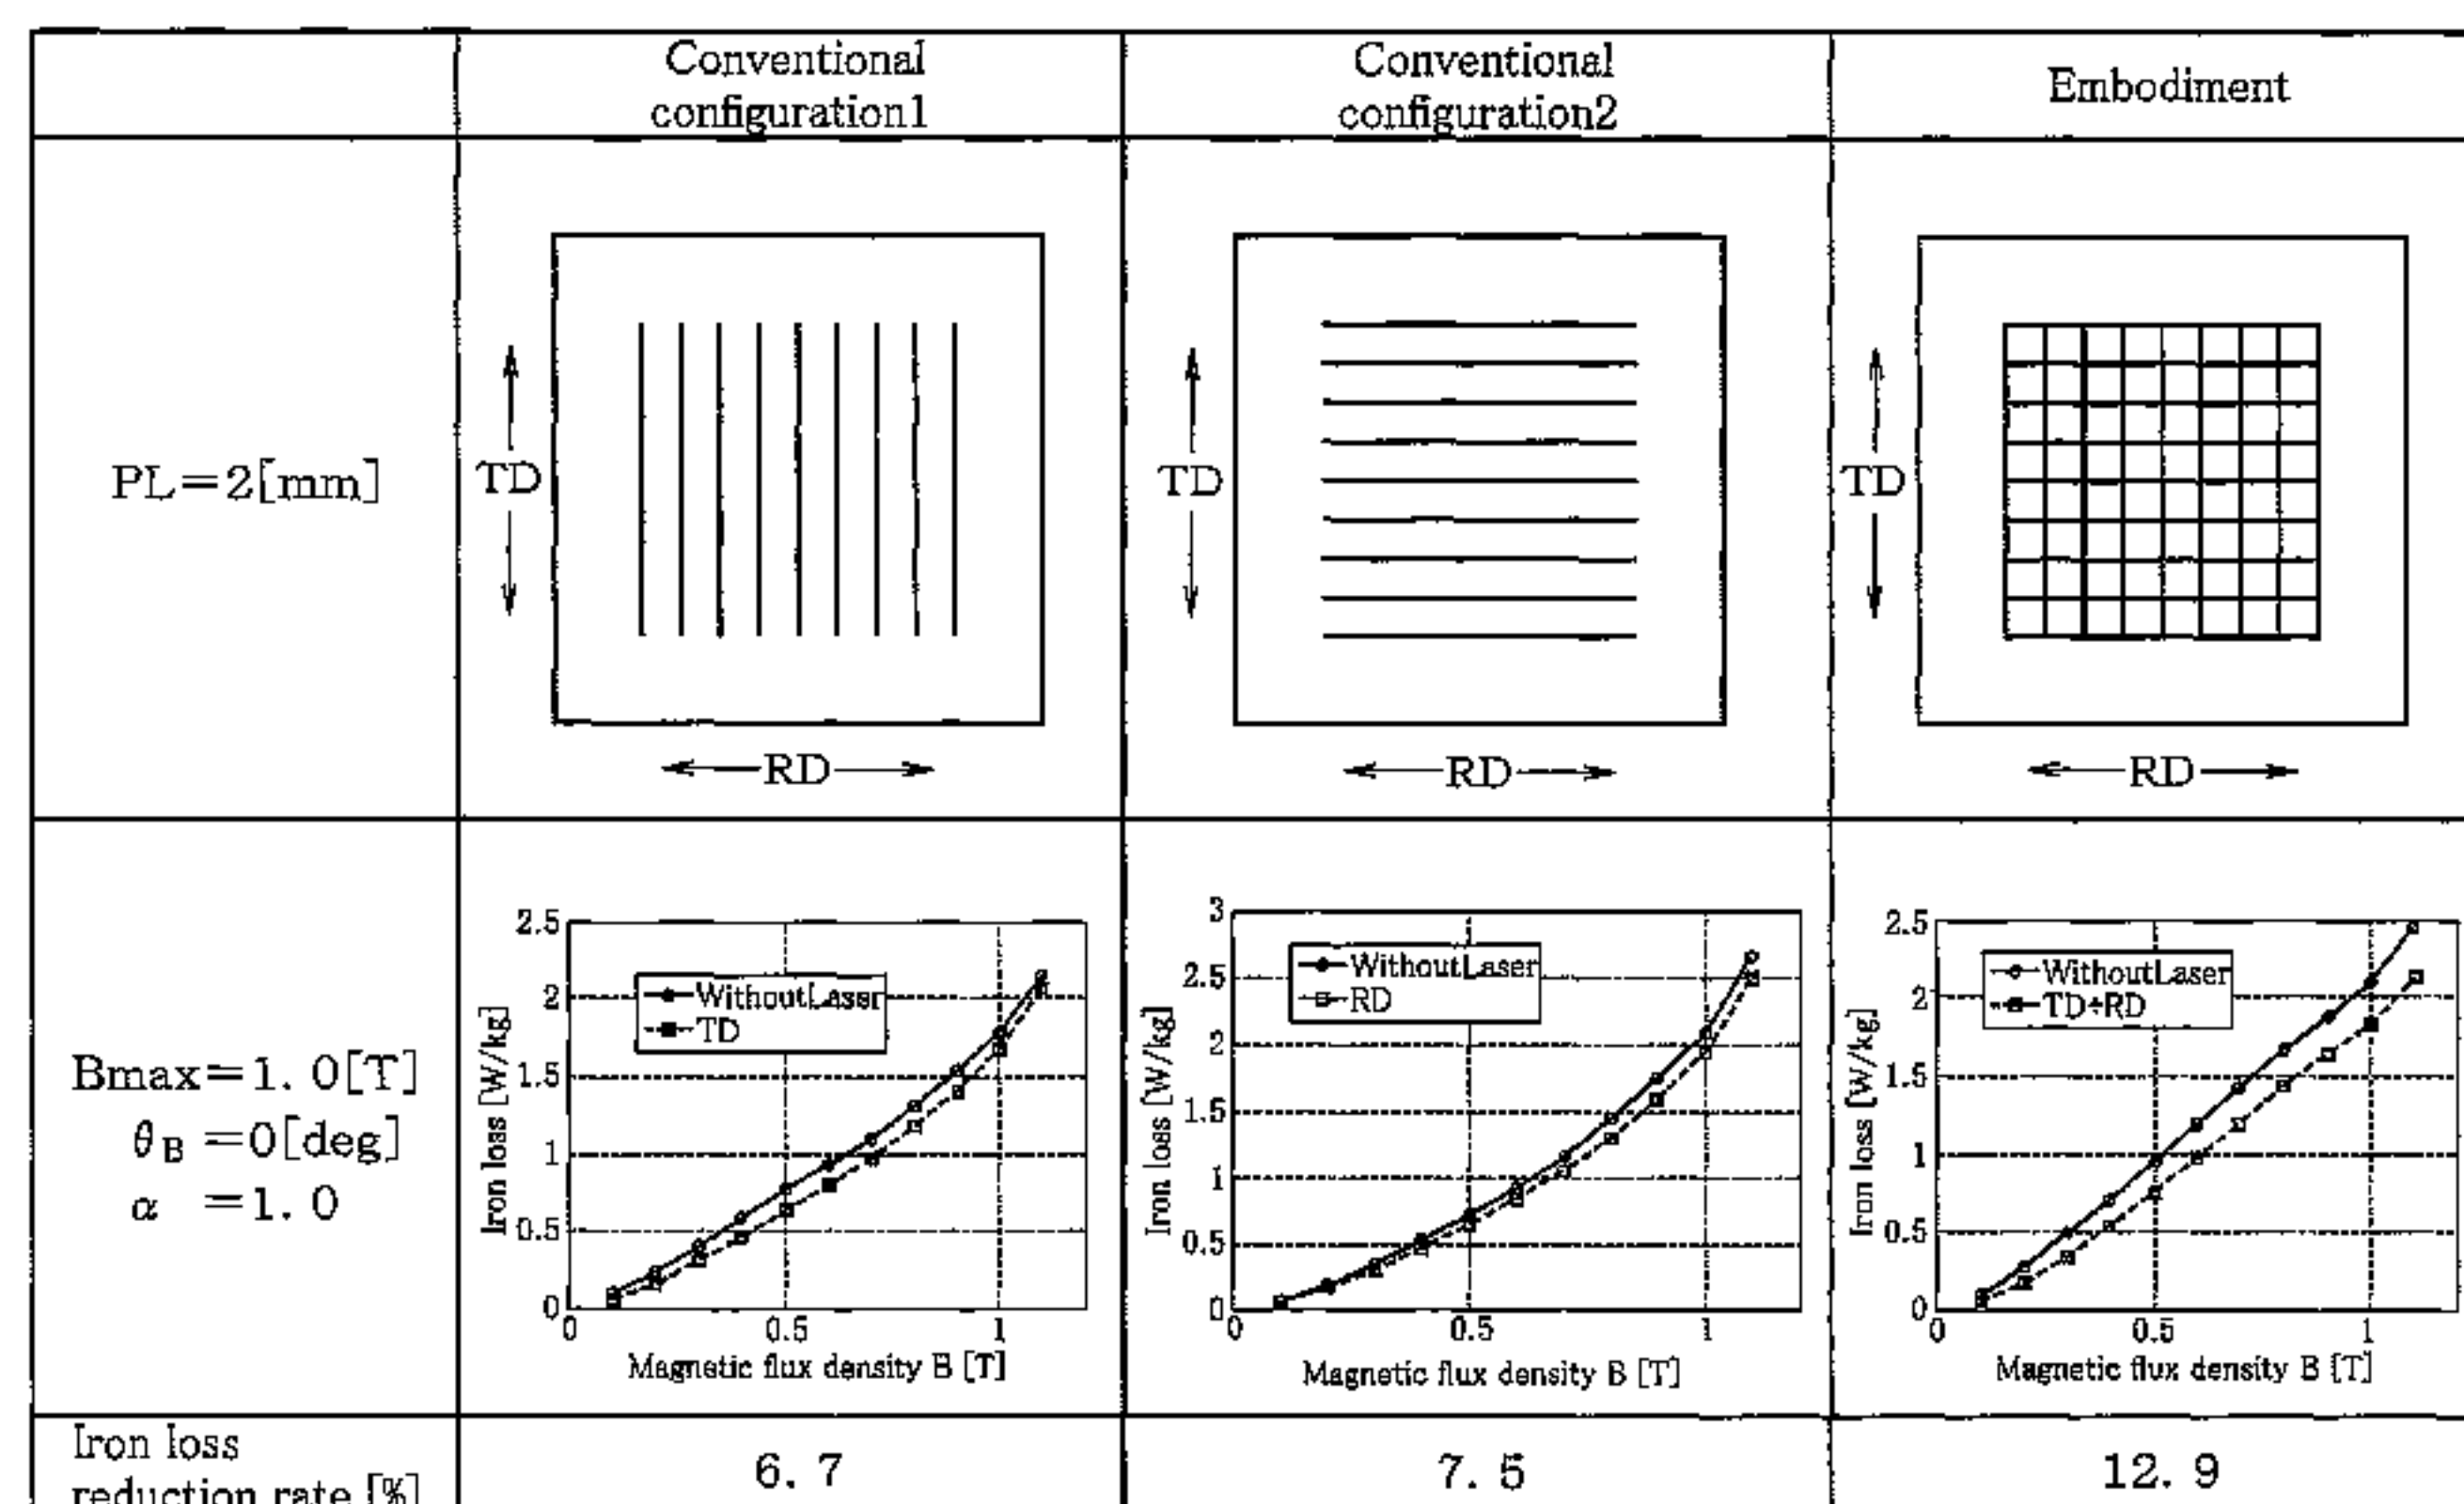 Conventional
configuration1
Conventional
configuration2
Embodiment
PL=2[mm]
TD
RD
TD
RD
TD
RD
Bmax=1.0[T]
θB =0[deg]
α =1.0
2.5
2
1.5
1
0.5
0
0
0.5
1
Iron loss [W/kg]
WithoutLaser
TD
Magnetic flux density B [T]
3
2.5
2
1.5
1
0.5
0
0
0.5
1
Iron loss [W/kg]
WithoutLaser
RD
Magnetic flux density B [T]
2.5
2
1.5
1
0.5
0
0
0.5
1
Iron loss [W/kg]
WithoutLaser
TD+RD
Magnetic flux density B [T]
Iron loss
reduction rate [%]
6.7
7.5
12.9